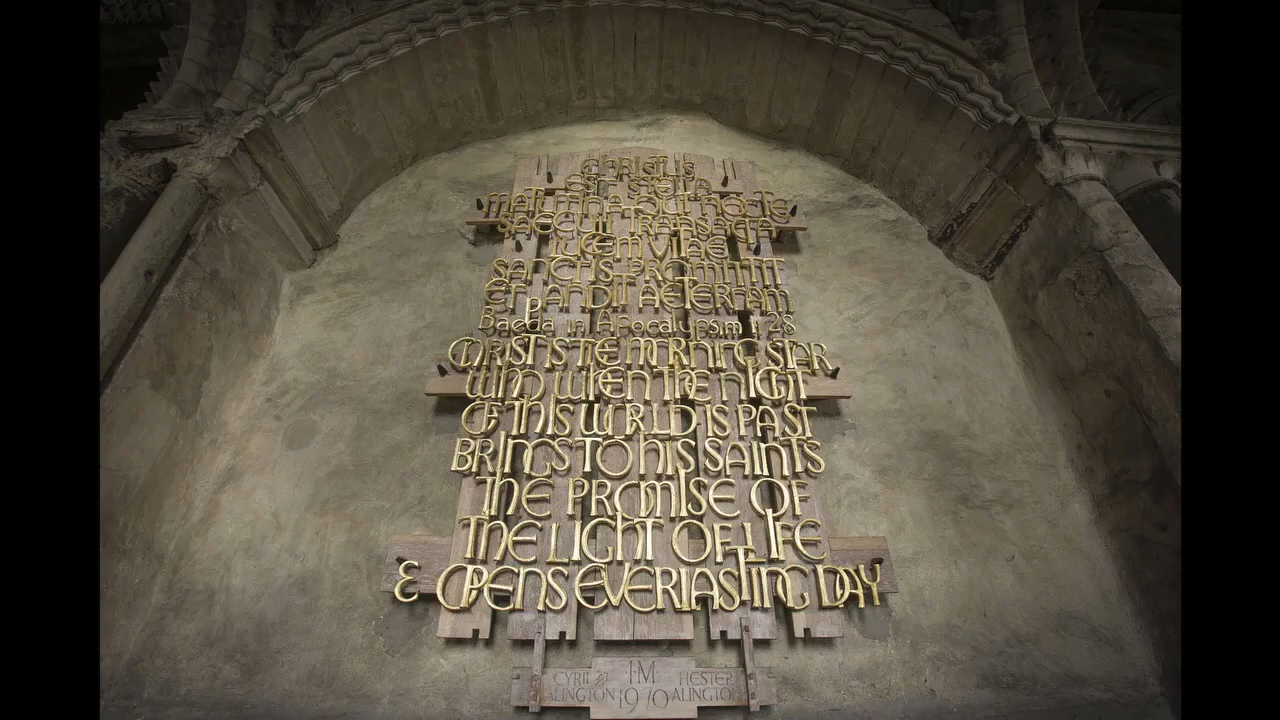 CHRISTUS
EST STELLA
MATUTINA QUI NOCTE
SAECULI TRANSACTA
LUCEM VITAE
SANCTIS PROMITTIT
ET PANDIT AETERNAM
Baeda in Apocalypsim ii 28
CHRIST IS THE MORNING STAR
WHO WHEN THE NIGHT
OF THIS WORLD IS PAST
BRINGS TO HIS SAINTS
THE PROMISE OF
THE LIGHT OF LIFE
& OPENS EVERLASTING DAY
IM
CYRIL & HESTER
ALINGTON 1970 ALINGTON